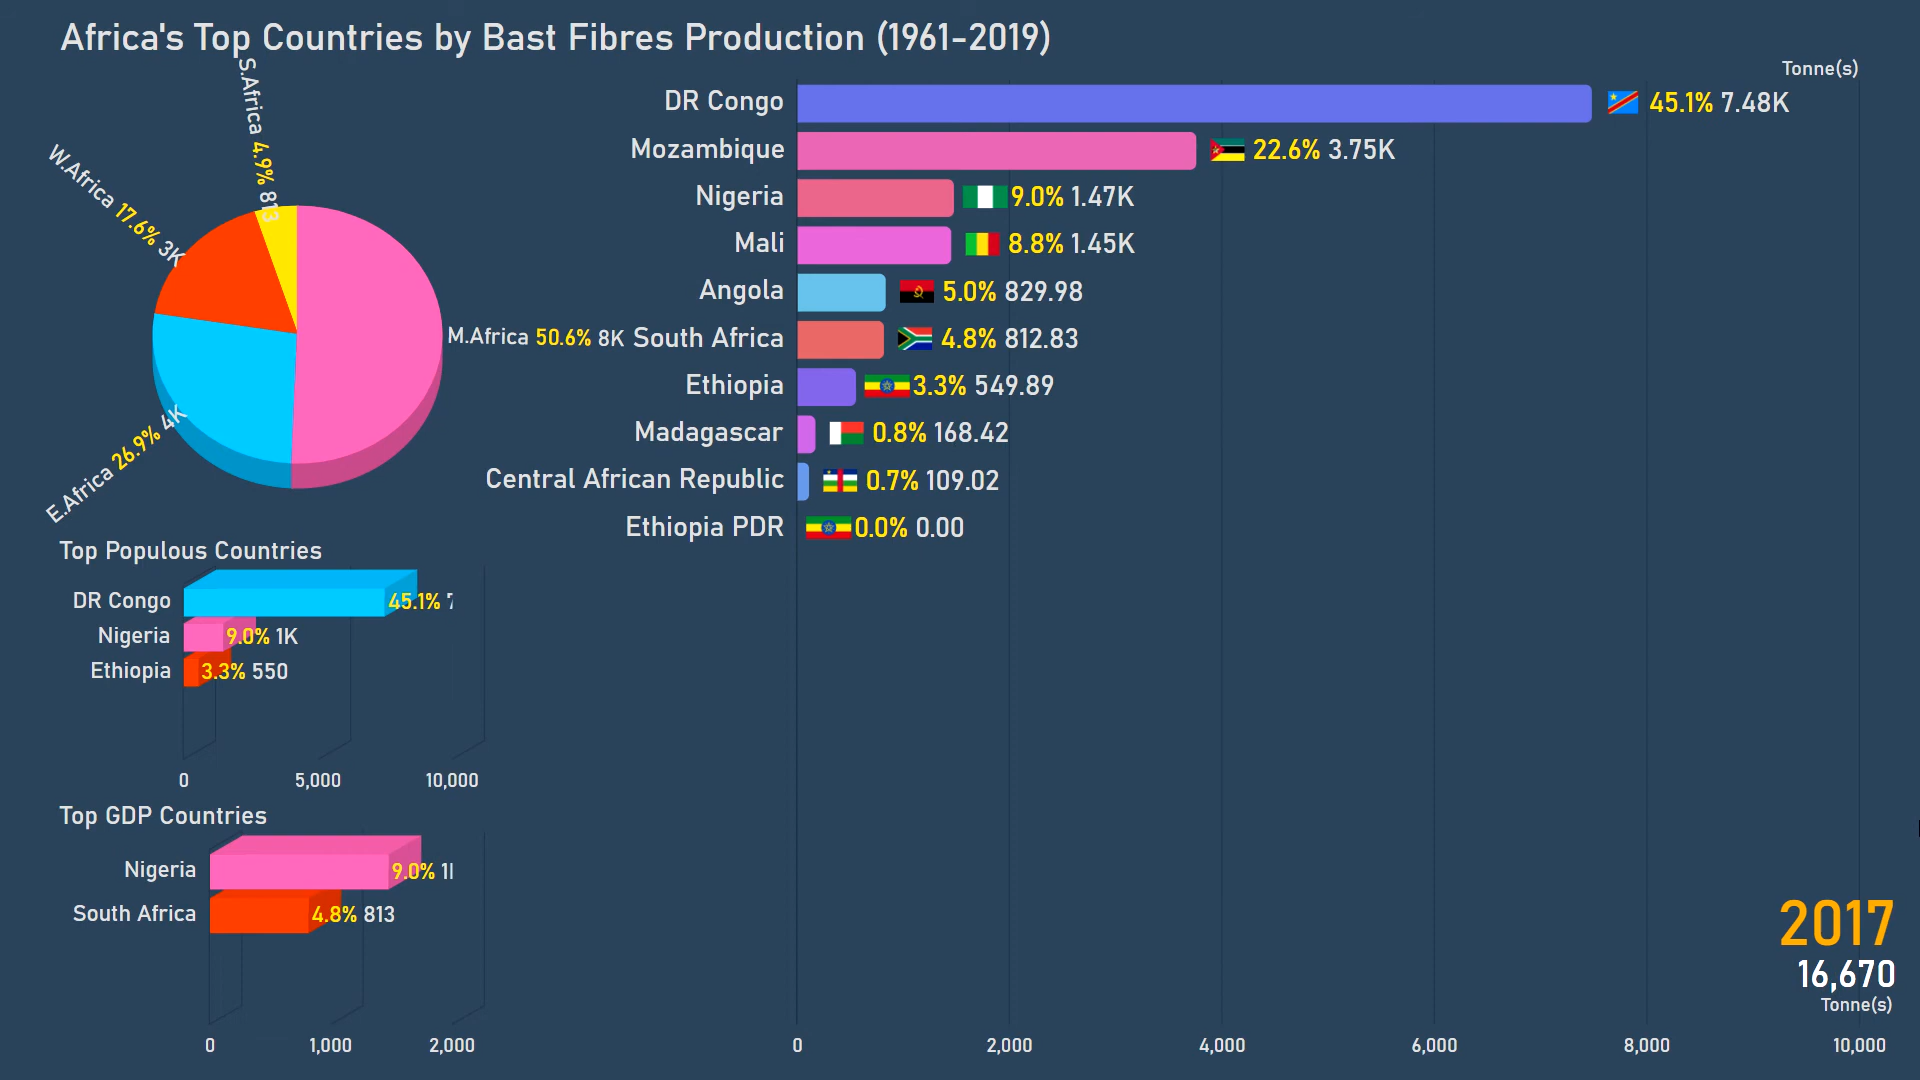 Africa's Top Countries by Bast Fibres Production (1961-2019)
Tonne(s)
S.Africa 4.9% 813
W.Africa 17.6% 3K
M.Africa 50.6% 8K
E.Africa 26.9% 4K
DR Congo 45.1% 7.48K
Mozambique 22.6% 3.75K
Nigeria 9.0% 1.47K
Mali 8.8% 1.45K
Angola 5.0% 829.98
South Africa 4.8% 812.83
Ethiopia 3.3% 549.89
Madagascar 0.8% 168.42
Central African Republic 0.7% 109.02
Ethiopia PDR 0.0% 0.00
Top Populous Countries
DR Congo 45.1%
Nigeria 9.0% 1K
Ethiopia 3.3% 550
0 5,000 10,000
Top GDP Countries
Nigeria 9.0%
South Africa 4.8% 813
0 1,000 2,000
2017
16,670
Tonne(s)
0 2,000 4,000 6,000 8,000 10,000